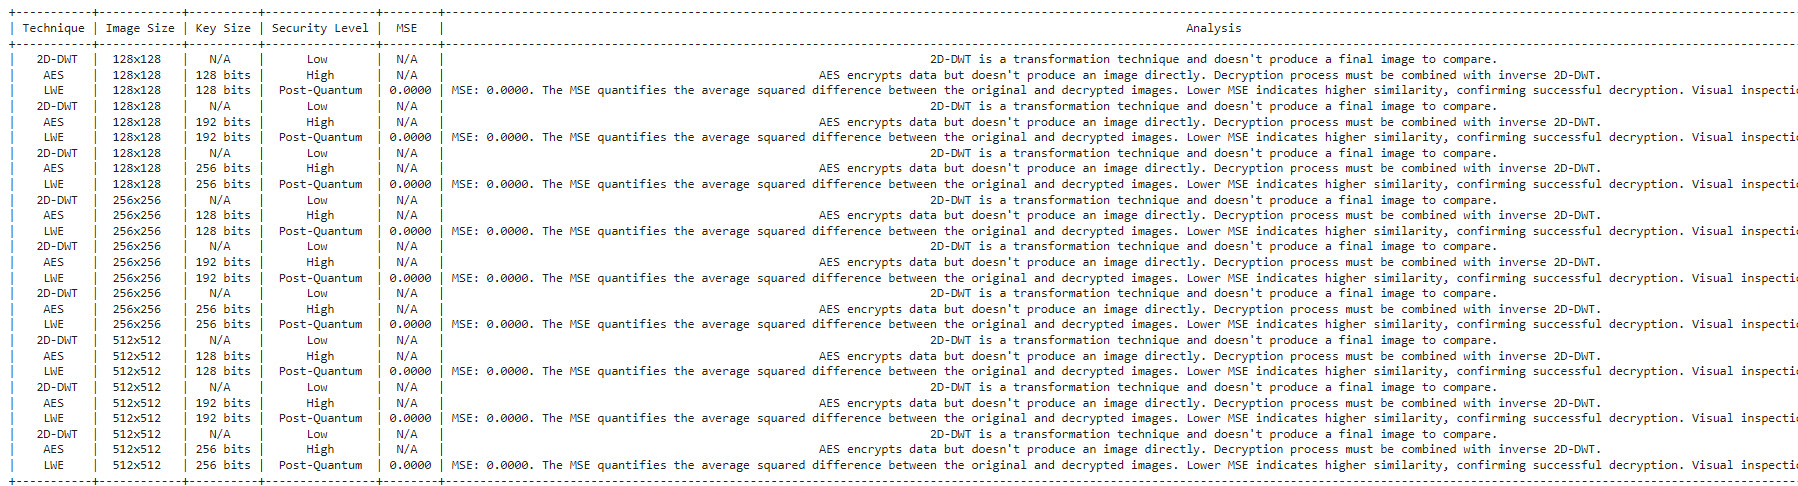 | Technique | Image Size | Key Size | Security Level | MSE | Analysis
| 2D-DWT | 128x128 | N/A | Low | N/A | 2D-DWT is a transformation technique and doesn't produce a final image to compare.
| AES | 128x128 | 128 bits | High | N/A | AES encrypts data but doesn't produce an image directly. Decryption process must be combined with inverse 2D-DWT.
| LWE | 128x128 | 128 bits | Post-Quantum | 0.0000 | MSE: 0.0000. The MSE quantifies the average squared difference between the original and decrypted images. Lower MSE indicates higher similarity, confirming successful decryption. Visual inspecti
| 2D-DWT | 128x128 | N/A | Low | N/A | 2D-DWT is a transformation technique and doesn't produce a final image to compare.
| AES | 128x128 | 192 bits | High | N/A | AES encrypts data but doesn't produce an image directly. Decryption process must be combined with inverse 2D-DWT.
| LWE | 128x128 | 192 bits | Post-Quantum | 0.0000 | MSE: 0.0000. The MSE quantifies the average squared difference between the original and decrypted images. Lower MSE indicates higher similarity, confirming successful decryption. Visual inspecti
| 2D-DWT | 128x128 | N/A | Low | N/A | 2D-DWT is a transformation technique and doesn't produce a final image to compare.
| AES | 128x128 | 256 bits | High | N/A | AES encrypts data but doesn't produce an image directly. Decryption process must be combined with inverse 2D-DWT.
| LWE | 128x128 | 256 bits | Post-Quantum | 0.0000 | MSE: 0.0000. The MSE quantifies the average squared difference between the original and decrypted images. Lower MSE indicates higher similarity, confirming successful decryption. Visual inspecti
| 2D-DWT | 256x256 | N/A | Low | N/A | 2D-DWT is a transformation technique and doesn't produce a final image to compare.
| AES | 256x256 | 128 bits | High | N/A | AES encrypts data but doesn't produce an image directly. Decryption process must be combined with inverse 2D-DWT.
| LWE | 256x256 | 128 bits | Post-Quantum | 0.0000 | MSE: 0.0000. The MSE quantifies the average squared difference between the original and decrypted images. Lower MSE indicates higher similarity, confirming successful decryption. Visual inspecti
| 2D-DWT | 256x256 | N/A | Low | N/A | 2D-DWT is a transformation technique and doesn't produce a final image to compare.
| AES | 256x256 | 192 bits | High | N/A | AES encrypts data but doesn't produce an image directly. Decryption process must be combined with inverse 2D-DWT.
| LWE | 256x256 | 192 bits | Post-Quantum | 0.0000 | MSE: 0.0000. The MSE quantifies the average squared difference between the original and decrypted images. Lower MSE indicates higher similarity, confirming successful decryption. Visual inspecti
| 2D-DWT | 256x256 | N/A | Low | N/A | 2D-DWT is a transformation technique and doesn't produce a final image to compare.
| AES | 256x256 | 256 bits | High | N/A | AES encrypts data but doesn't produce an image directly. Decryption process must be combined with inverse 2D-DWT.
| LWE | 256x256 | 256 bits | Post-Quantum | 0.0000 | MSE: 0.0000. The MSE quantifies the average squared difference between the original and decrypted images. Lower MSE indicates higher similarity, confirming successful decryption. Visual inspecti
| 2D-DWT | 512x512 | N/A | Low | N/A | 2D-DWT is a transformation technique and doesn't produce a final image to compare.
| AES | 512x512 | 128 bits | High | N/A | AES encrypts data but doesn't produce an image directly. Decryption process must be combined with inverse 2D-DWT.
| LWE | 512x512 | 128 bits | Post-Quantum | 0.0000 | MSE: 0.0000. The MSE quantifies the average squared difference between the original and decrypted images. Lower MSE indicates higher similarity, confirming successful decryption. Visual inspecti
| 2D-DWT | 512x512 | N/A | Low | N/A | 2D-DWT is a transformation technique and doesn't produce a final image to compare.
| AES | 512x512 | 192 bits | High | N/A | AES encrypts data but doesn't produce an image directly. Decryption process must be combined with inverse 2D-DWT.
| LWE | 512x512 | 192 bits | Post-Quantum | 0.0000 | MSE: 0.0000. The MSE quantifies the average squared difference between the original and decrypted images. Lower MSE indicates higher similarity, confirming successful decryption. Visual inspecti
| 2D-DWT | 512x512 | N/A | Low | N/A | 2D-DWT is a transformation technique and doesn't produce a final image to compare.
| AES | 512x512 | 256 bits | High | N/A | AES encrypts data but doesn't produce an image directly. Decryption process must be combined with inverse 2D-DWT.
| LWE | 512x512 | 256 bits | Post-Quantum | 0.0000 | MSE: 0.0000. The MSE quantifies the average squared difference between the original and decrypted images. Lower MSE indicates higher similarity, confirming successful decryption. Visual inspecti